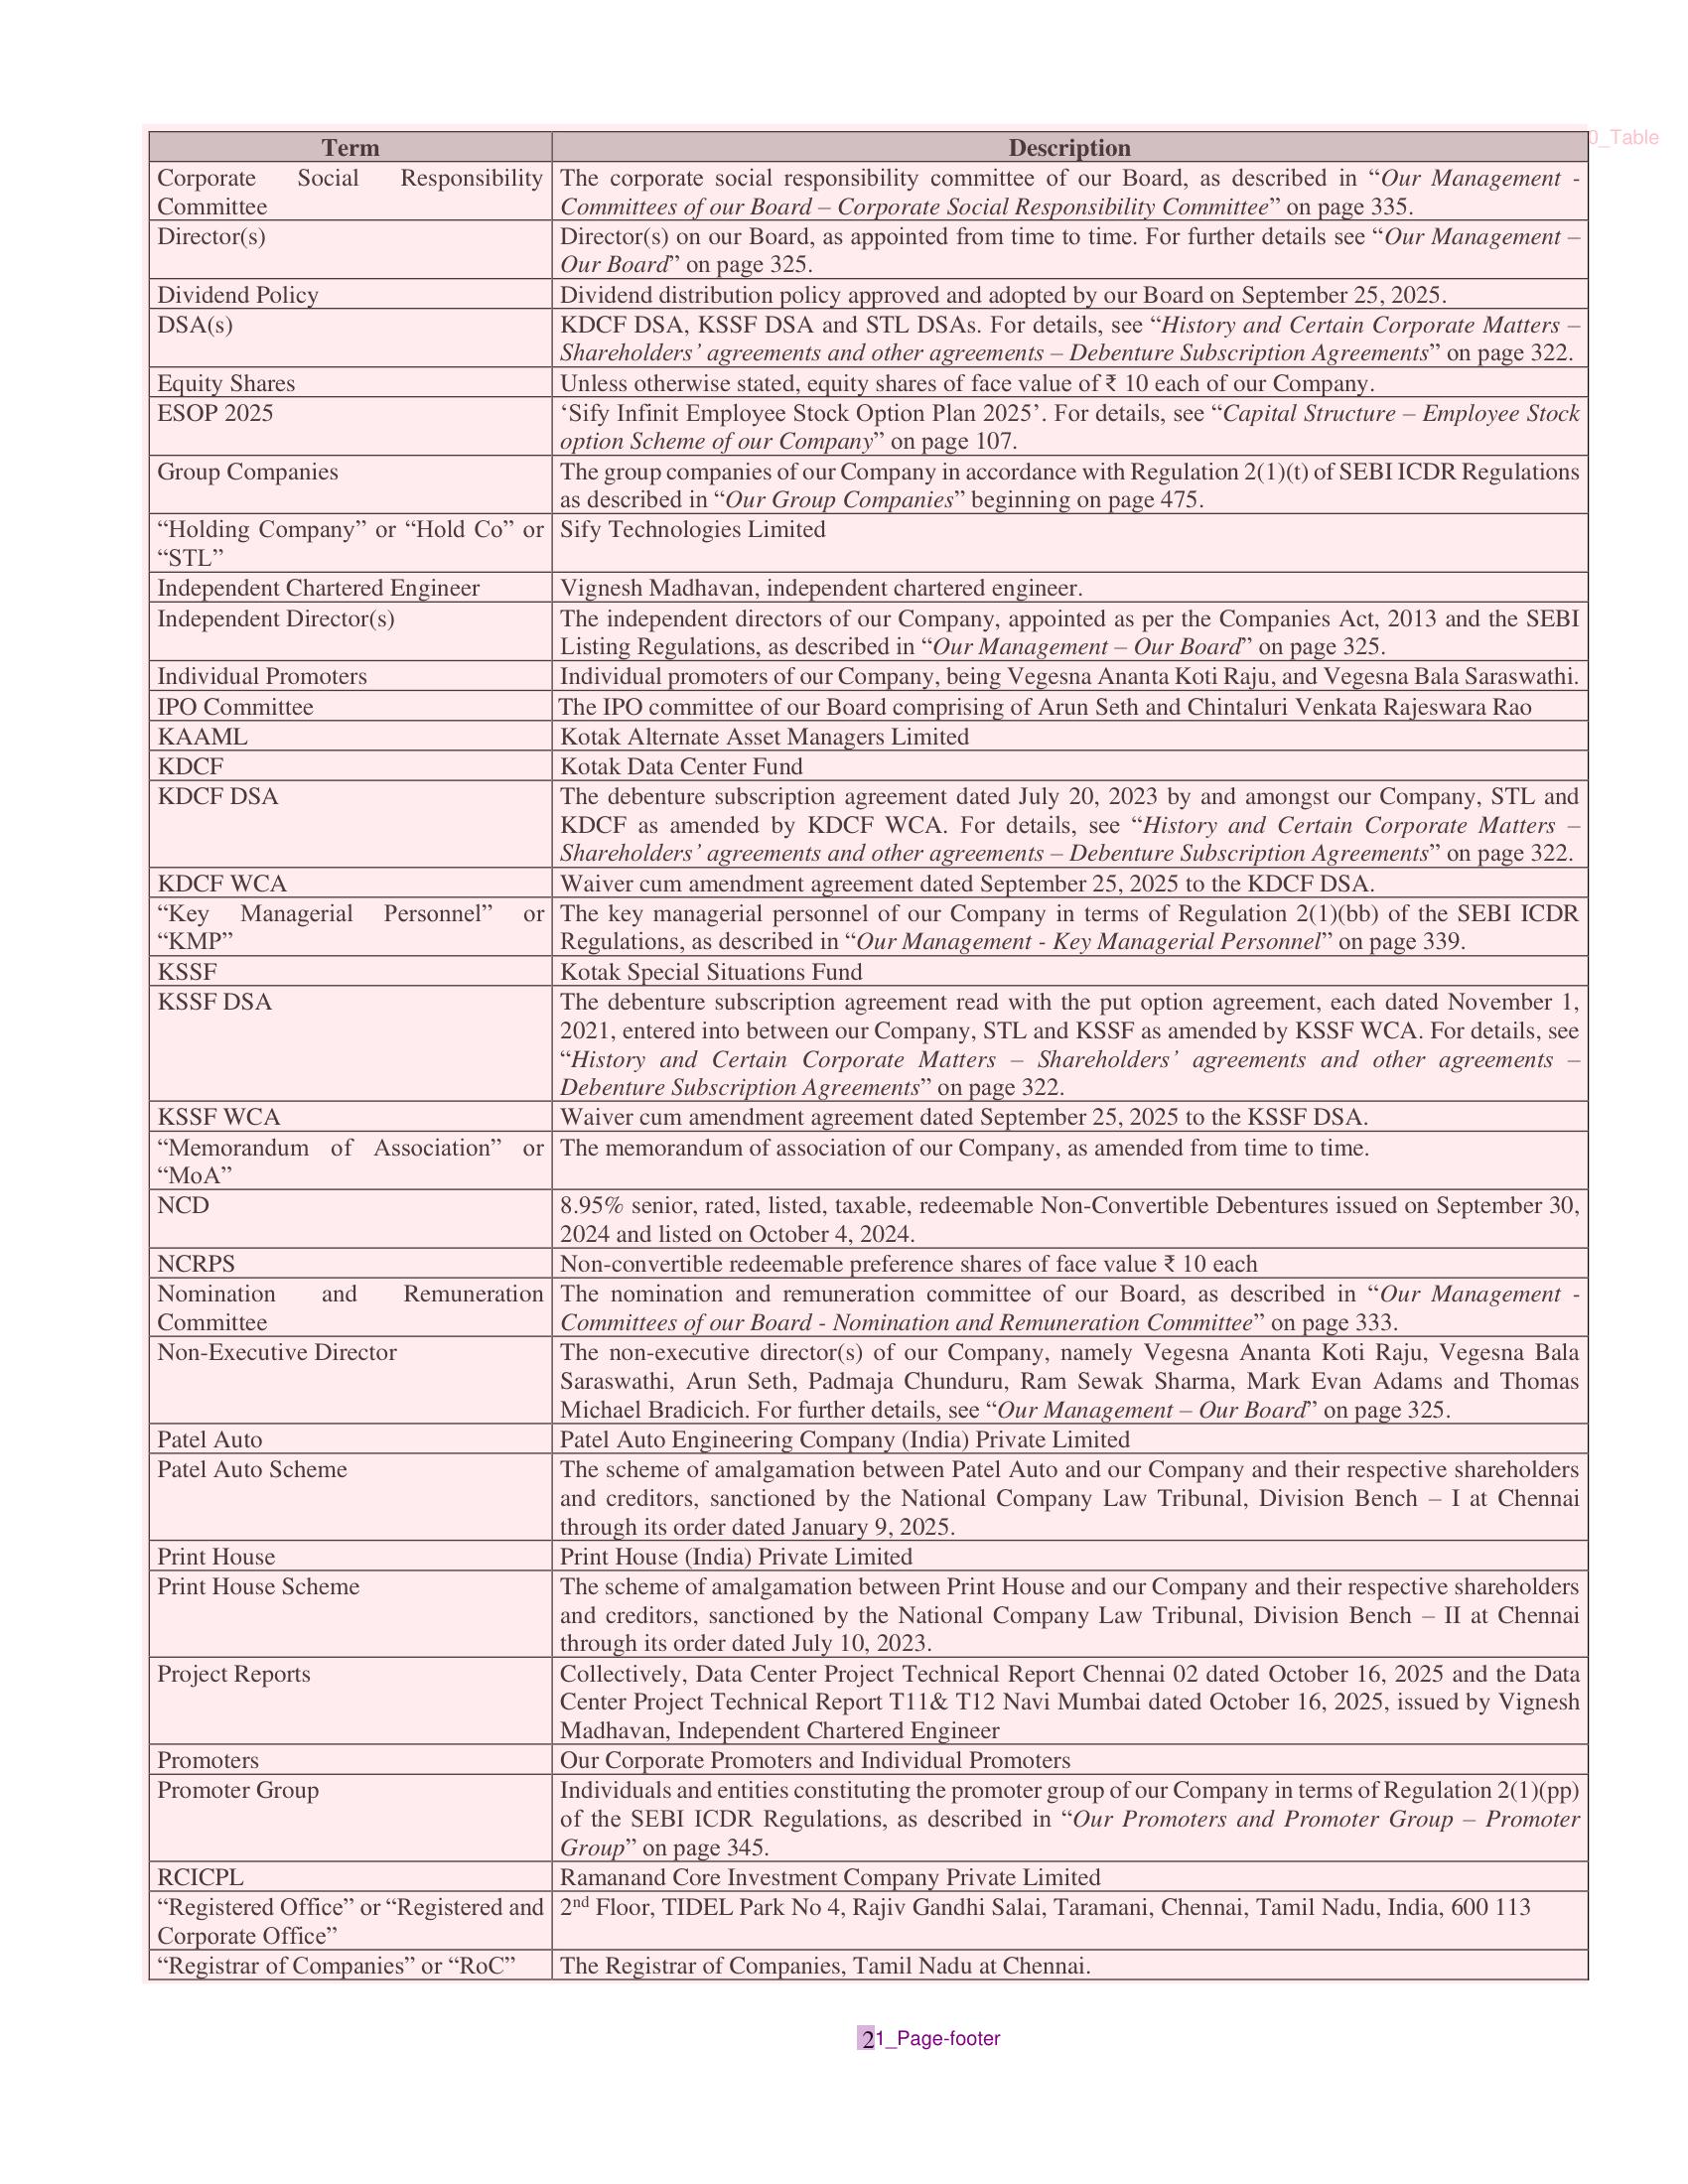 0_Table
Term Description
Corporate Social Responsibility The corporate social responsibility committee of our Board, as described in “Our Management -
Committee Committees of our Board – Corporate Social Responsibility Committee” on page 335.
Director(s) Director(s) on our Board, as appointed from time to time. For further details see “Our Management –
Our Board” on page 325.
Dividend Policy Dividend distribution policy approved and adopted by our Board on September 25, 2025.
DSA(s) KDCF DSA, KSSF DSA and STL DSAs. For details, see “History and Certain Corporate Matters –
Shareholders’ agreements and other agreements – Debenture Subscription Agreements” on page 322.
Equity Shares Unless otherwise stated, equity shares of face value of ₹ 10 each of our Company.
ESOP 2025 ‘Sify Infinit Employee Stock Option Plan 2025’. For details, see “Capital Structure – Employee Stock
option Scheme of our Company” on page 107.
Group Companies The group companies of our Company in accordance with Regulation 2(1)(t) of SEBI ICDR Regulations
as described in “Our Group Companies” beginning on page 475.
“Holding Company” or “Hold Co” or Sify Technologies Limited
“STL”
Independent Chartered Engineer Vignesh Madhavan, independent chartered engineer.
Independent Director(s) The independent directors of our Company, appointed as per the Companies Act, 2013 and the SEBI
Listing Regulations, as described in “Our Management – Our Board” on page 325.
Individual Promoters Individual promoters of our Company, being Vegesna Ananta Koti Raju, and Vegesna Bala Saraswathi.
IPO Committee The IPO committee of our Board comprising of Arun Seth and Chintaluri Venkata Rajeswara Rao
KAAML Kotak Alternate Asset Managers Limited
KDCF Kotak Data Center Fund
KDCF DSA The debenture subscription agreement dated July 20, 2023 by and amongst our Company, STL and
KDCF as amended by KDCF WCA. For details, see “History and Certain Corporate Matters –
Shareholders’ agreements and other agreements – Debenture Subscription Agreements” on page 322.
KDCF WCA Waiver cum amendment agreement dated September 25, 2025 to the KDCF DSA.
“Key Managerial Personnel” or The key managerial personnel of our Company in terms of Regulation 2(1)(bb) of the SEBI ICDR
“KMP” Regulations, as described in “Our Management - Key Managerial Personnel” on page 339.
KSSF Kotak Special Situations Fund
KSSF DSA The debenture subscription agreement read with the put option agreement, each dated November 1,
2021, entered into between our Company, STL and KSSF as amended by KSSF WCA. For details, see
“History and Certain Corporate Matters – Shareholders’ agreements and other agreements –
Debenture Subscription Agreements” on page 322.
KSSF WCA Waiver cum amendment agreement dated September 25, 2025 to the KSSF DSA.
“Memorandum of Association” or The memorandum of association of our Company, as amended from time to time.
“MoA”
NCD 8.95% senior, rated, listed, taxable, redeemable Non-Convertible Debentures issued on September 30,
2024 and listed on October 4, 2024.
NCRPS Non-convertible redeemable preference shares of face value ₹ 10 each
Nomination and Remuneration The nomination and remuneration committee of our Board, as described in “Our Management -
Committee Committees of our Board - Nomination and Remuneration Committee” on page 333.
Non-Executive Director The non-executive director(s) of our Company, namely Vegesna Ananta Koti Raju, Vegesna Bala
Saraswathi, Arun Seth, Padmaja Chunduru, Ram Sewak Sharma, Mark Evan Adams and Thomas
Michael Bradicich. For further details, see “Our Management – Our Board” on page 325.
Patel Auto Patel Auto Engineering Company (India) Private Limited
Patel Auto Scheme The scheme of amalgamation between Patel Auto and our Company and their respective shareholders
and creditors, sanctioned by the National Company Law Tribunal, Division Bench – I at Chennai
through its order dated January 9, 2025.
Print House Print House (India) Private Limited
Print House Scheme The scheme of amalgamation between Print House and our Company and their respective shareholders
and creditors, sanctioned by the National Company Law Tribunal, Division Bench – II at Chennai
through its order dated July 10, 2023.
Project Reports Collectively, Data Center Project Technical Report Chennai 02 dated October 16, 2025 and the Data
Center Project Technical Report T11& T12 Navi Mumbai dated October 16, 2025, issued by Vignesh
Madhavan, Independent Chartered Engineer
Promoters Our Corporate Promoters and Individual Promoters
Promoter Group Individuals and entities constituting the promoter group of our Company in terms of Regulation 2(1)(pp)
of the SEBI ICDR Regulations, as described in “Our Promoters and Promoter Group – Promoter
Group” on page 345.
RCICPL Ramanand Core Investment Company Private Limited
“Registered Office” or “Registered and 2nd Floor, TIDEL Park No 4, Rajiv Gandhi Salai, Taramani, Chennai, Tamil Nadu, India, 600 113
Corporate Office”
“Registrar of Companies” or “RoC” The Registrar of Companies, Tamil Nadu at Chennai.
2 1_Page-footer